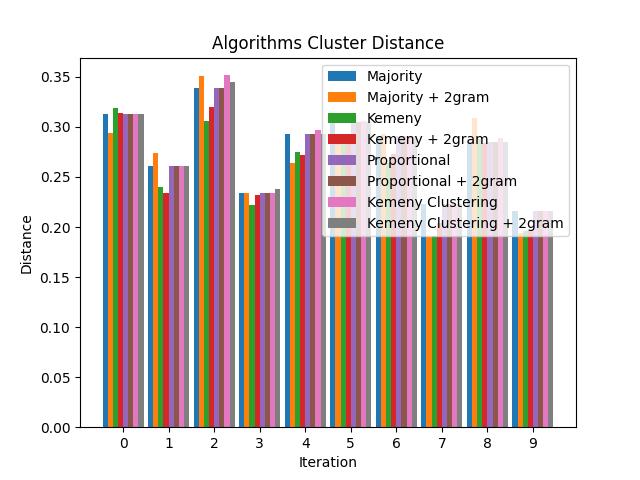 Algorithms Cluster Distance
Majority
Majority + 2gram
Kemeny
Kemeny + 2gram
Proportional
Proportional + 2gram
Kemeny Clustering
Kemeny Clustering + 2gram
Distance
0.35
0.30
0.25
0.20
0.15
0.10
0.05
0.00
0 1 2 3 4 5 6 7 8 9
Iteration